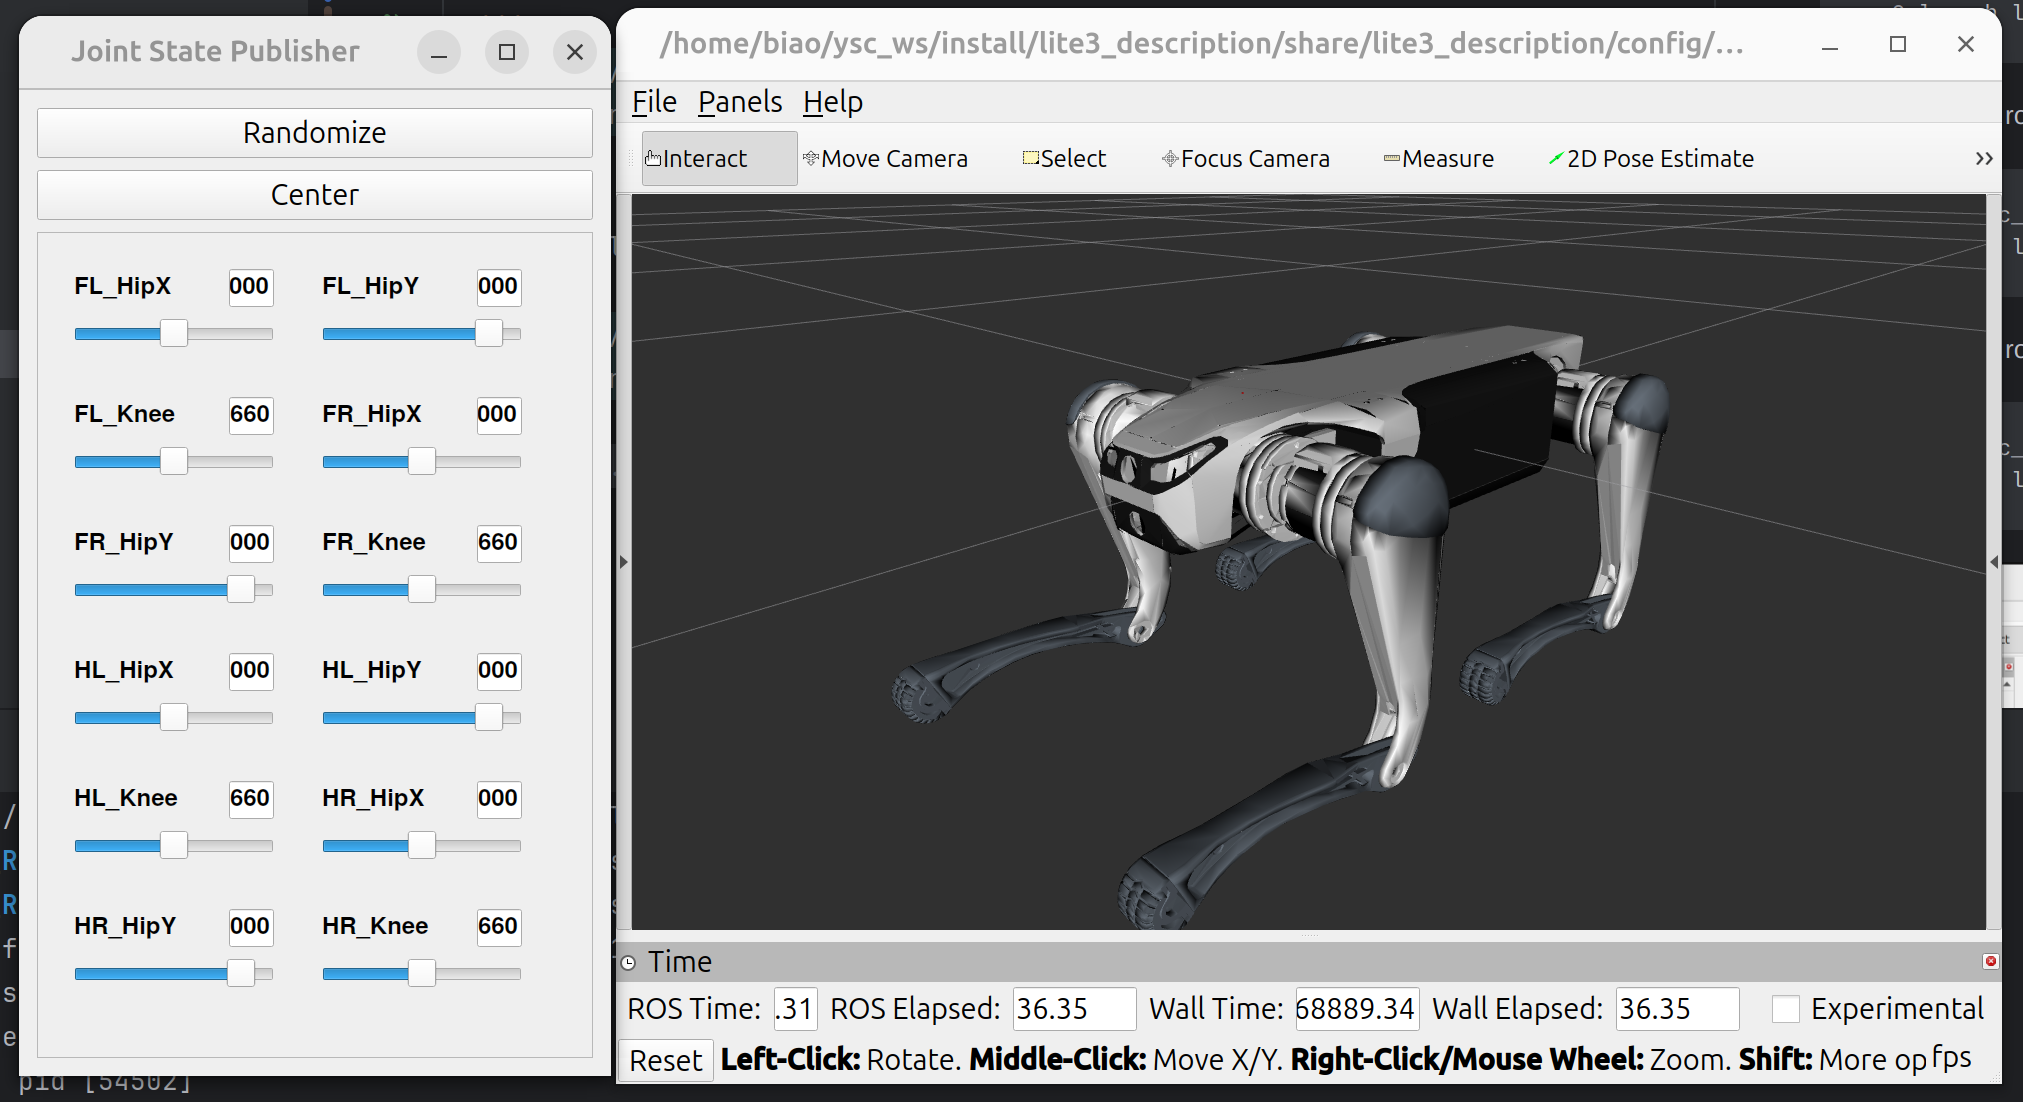 Joint State Publisher
Randomize
Center
FL_HipX 000 FL_HipY 000
FL_Knee 660 FR_HipX 000
FR_HipY 000 FR_Knee 660
HL_HipX 000 HL_HipY 000
HL_Knee 660 HR_HipX 000
HR_HipY 000 HR_Knee 660
/home/biao/ysc_ws/install/lite3_description/share/lite3_description/config/...
File Panels Help
Interact Move Camera Select Focus Camera Measure 2D Pose Estimate »
Time
ROS Time: .31 ROS Elapsed: 36.35 Wall Time: 68889.34 Wall Elapsed: 36.35 Experimental
Reset Left-Click: Rotate. Middle-Click: Move X/Y. Right-Click/Mouse Wheel: Zoom. Shift: More op fps
pid [54502]